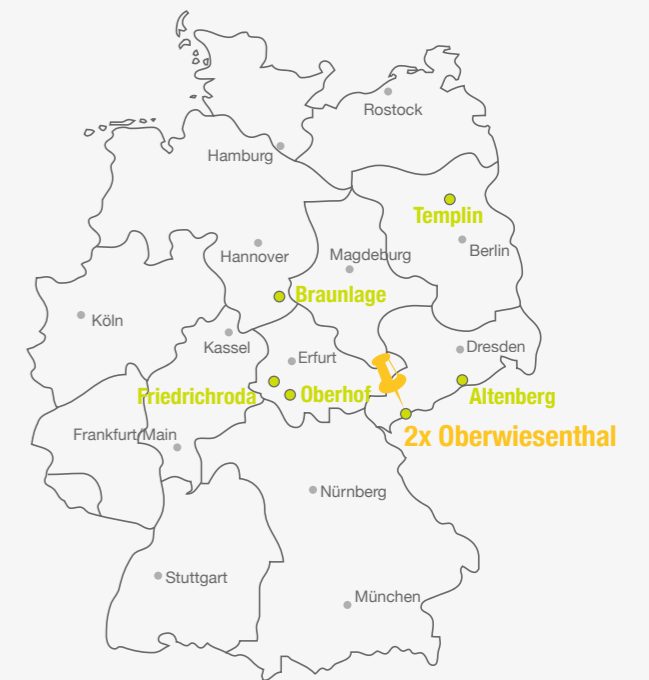 Rostock
Hamburg
Templin
Berlin
Hannover
Magdeburg
Braunlage
Köln
Kassel
Erfurt
Dresden
Friedrichroda
Oberhof
Altenberg
Frankfurt/Main
2x Oberwiesenthal
Nürnberg
Stuttgart
München